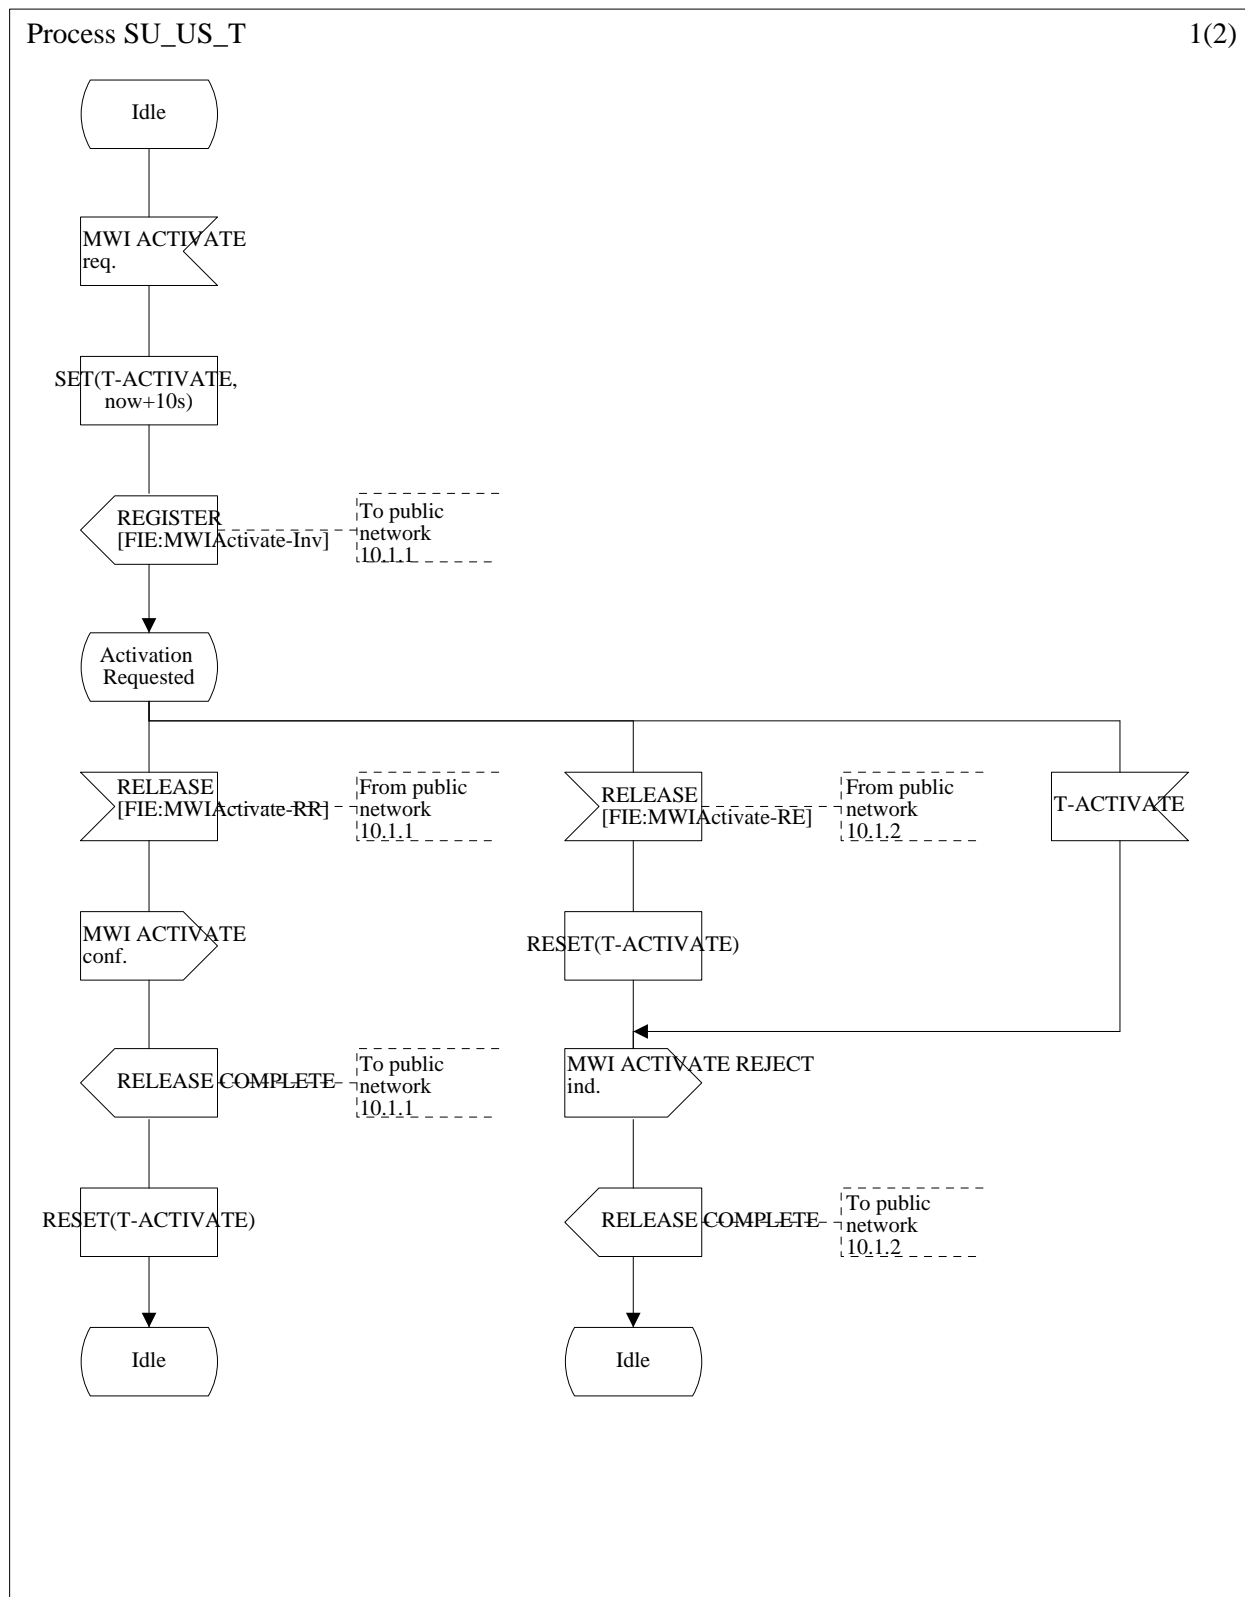 Process SU_US_T
1(2)
Idle
MWI ACTIVATE
req.
SET(T-ACTIVATE,
now+10s)
REGISTER
[FIE:MWIActivate-Inv]
To public
network
10.1.1
Activation
Requested
RELEASE
[FIE:MWIActivate-RR]
From public
network
10.1.1
RELEASE
[FIE:MWIActivate-RE]
From public
network
10.1.2
T-ACTIVATE
MWI ACTIVATE
conf.
RESET(T-ACTIVATE)
RELEASE COMPLETE
To public
network
10.1.1
MWI ACTIVATE REJECT
ind.
RESET(T-ACTIVATE)
RELEASE COMPLETE
To public
network
10.1.2
Idle
Idle